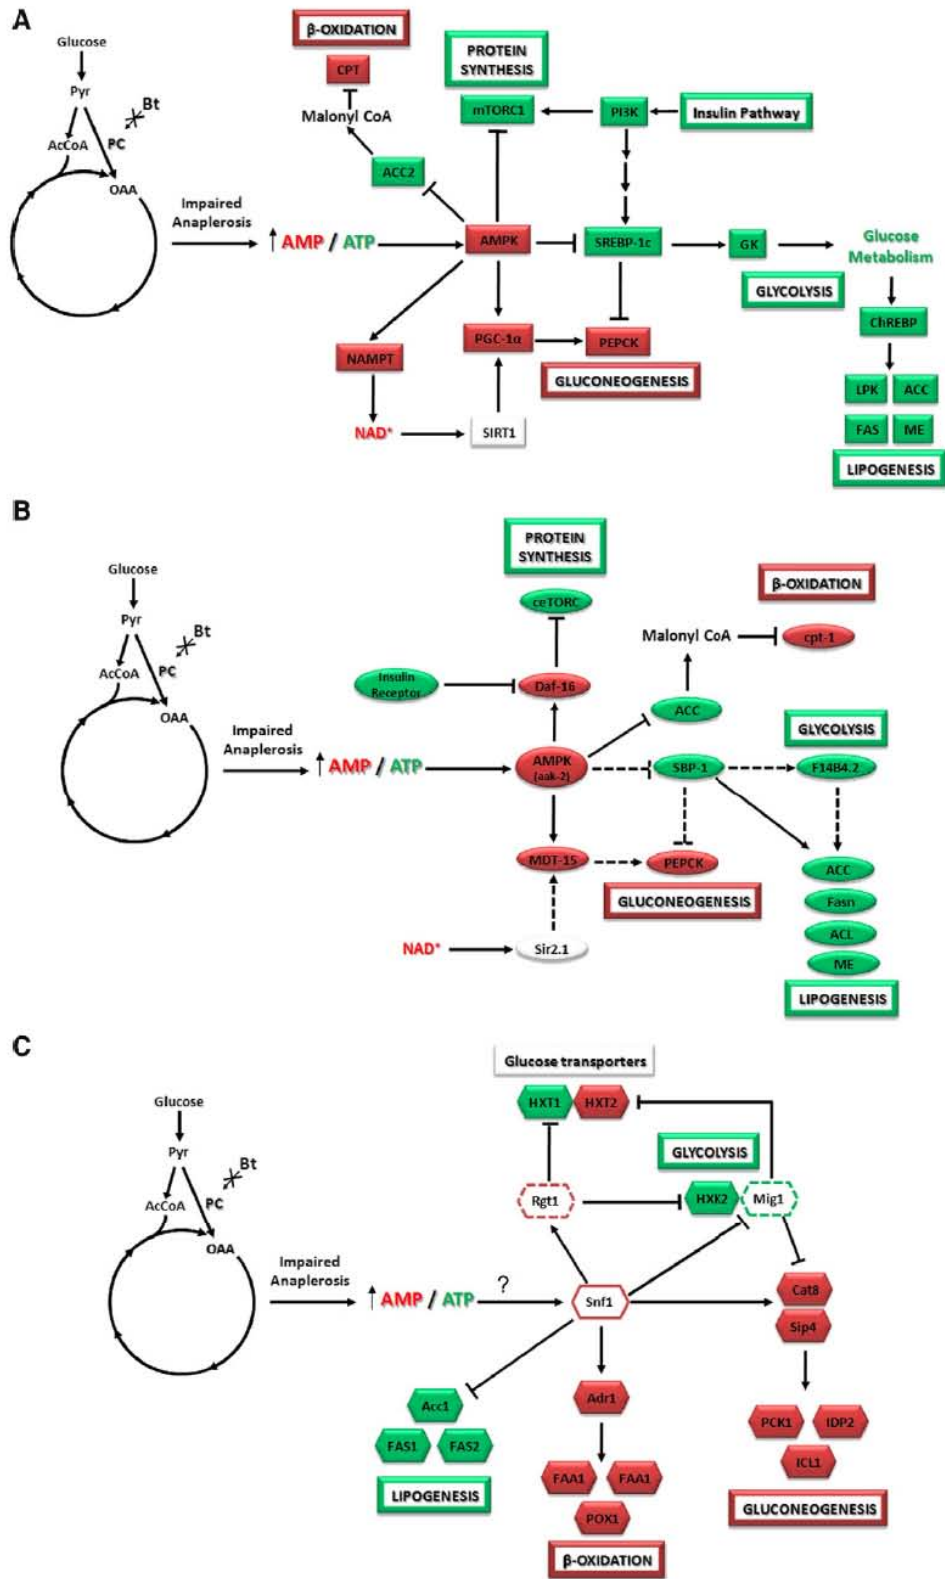 A
Glucose
Pyr
Bt
PC
AcCoA
OAA
Impaired
Anaplerosis
↑ AMP / ATP
β-OXIDATION
CPT
Malonyl CoA
ACC2
PROTEIN
SYNTHESIS
mTORC1
PI3K
Insulin Pathway
AMPK
SREBP-1c
GK
Glucose
Metabolism
GLYCOLYSIS
ChREBP
NAMPT
PGC-1α
PEPCK
GLUCONEOGENESIS
NAD⁺
SIRT1
LPK
ACC
FAS
ME
LIPOGENESIS
B
Glucose
Pyr
Bt
PC
AcCoA
OAA
Impaired
Anaplerosis
↑ AMP / ATP
PROTEIN
SYNTHESIS
ceTORC
β-OXIDATION
Malonyl CoA
cpt-1
Insulin
Receptor
Daf-16
ACC
GLYCOLYSIS
AMPK
(aak-2)
SBP-1
F14B4.2
MDT-15
PEPCK
GLUCONEOGENESIS
ACC
Fasn
ACL
ME
LIPOGENESIS
NAD⁺
Sir2.1
C
Glucose
Pyr
Bt
PC
AcCoA
OAA
Impaired
Anaplerosis
↑ AMP / ATP
?
Glucose transporters
HXT1
HXT2
GLYCOLYSIS
Rgt1
HXK2
Mig1
Snf1
Cat8
Sip4
Acc1
FAS1
FAS2
LIPOGENESIS
Adr1
FAA1
FAA1
POX1
β-OXIDATION
PCK1
IDP2
ICL1
GLUCONEOGENESIS